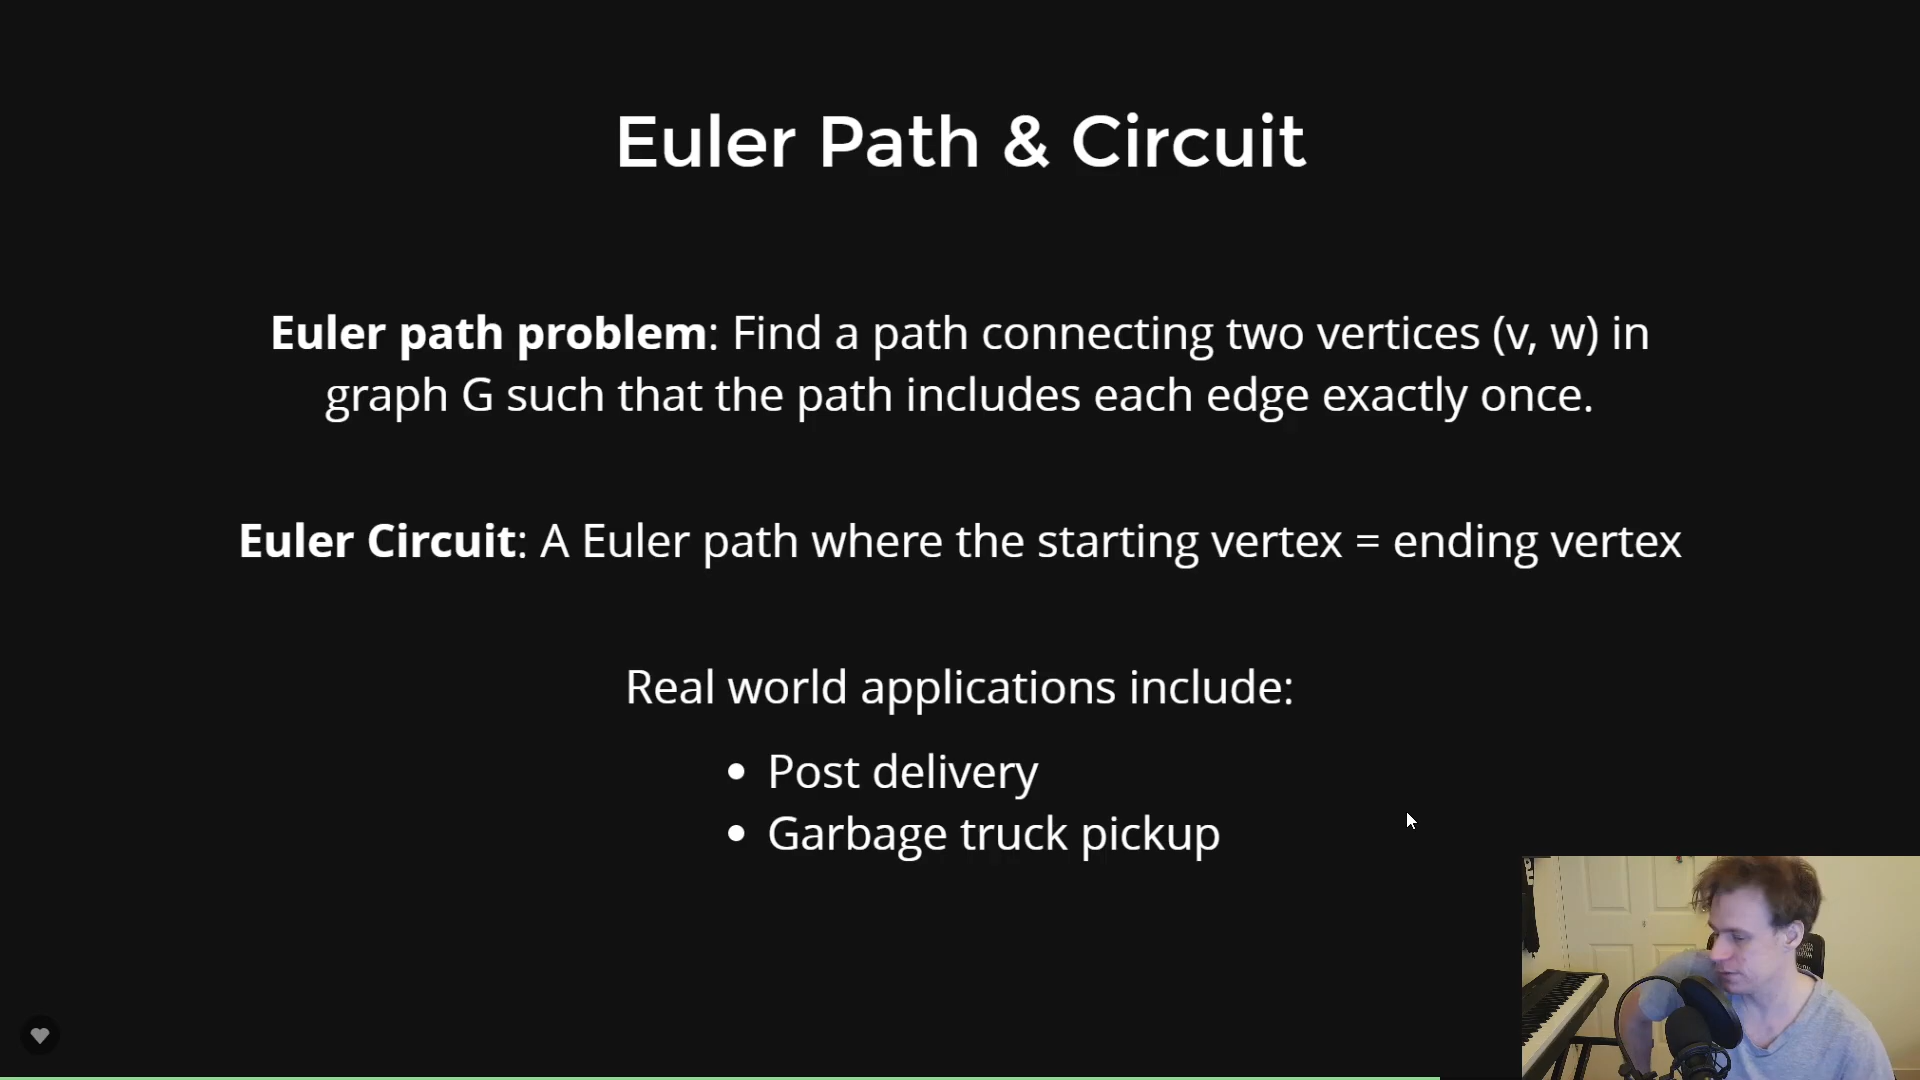 Euler Path & Circuit
Euler path problem: Find a path connecting two vertices (v, w) in
graph G such that the path includes each edge exactly once.
Euler Circuit: A Euler path where the starting vertex = ending vertex
Real world applications include:
• Post delivery
• Garbage truck pickup